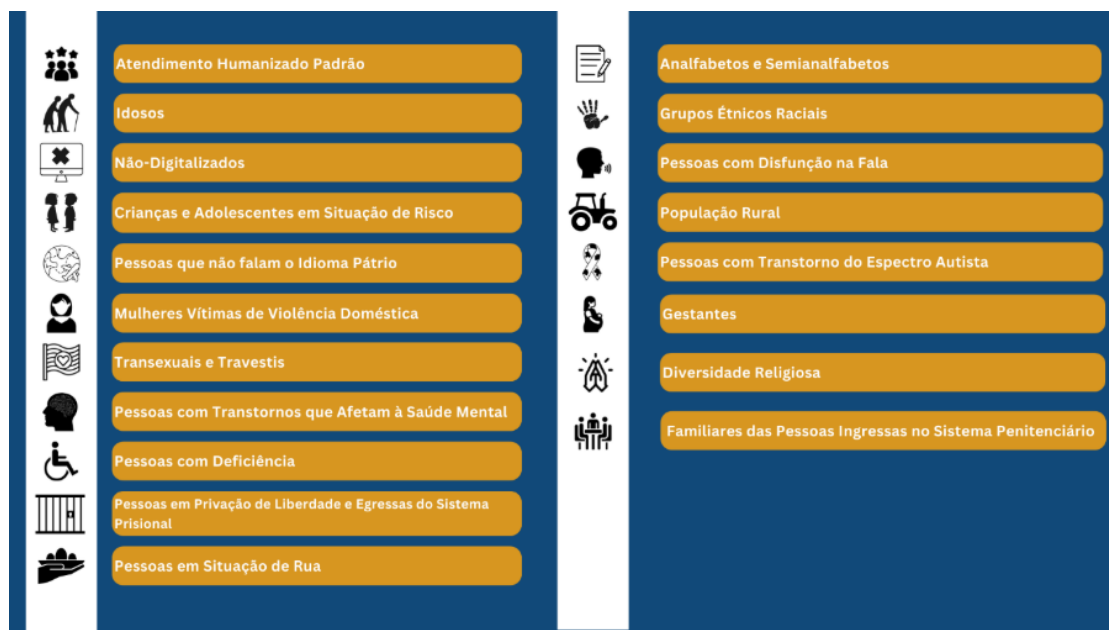 Atendimento Humanizado Padrão
Idosos
Não-Digitalizados
Crianças e Adolescentes em Situação de Risco
Pessoas que não falam o Idioma Pátrio
Mulheres Vítimas de Violência Doméstica
Transexuais e Travestis
Pessoas com Transtornos que Afetam à Saúde Mental
Pessoas com Deficiência
Pessoas em Privação de Liberdade e Egressas do Sistema
Prisional
Pessoas em Situação de Rua
Analfabetos e Semianalfabetos
Grupos Étnicos Raciais
Pessoas com Disfunção na Fala
População Rural
Pessoas com Transtorno do Espectro Autista
Gestantes
Diversidade Religiosa
Familiares das Pessoas Ingressas no Sistema Penitenciário